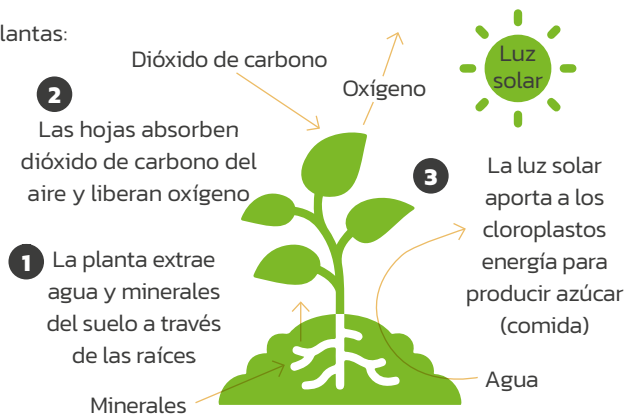 lantas:
Dióxido de carbono
Oxígeno
Luz
solar
2
Las hojas absorben
dióxido de carbono del
aire y liberan oxígeno
3
La luz solar
aporta a los
cloroplastos
energía para
producir azúcar
(comida)
1
La planta extrae
agua y minerales
del suelo a través
de las raíces
Agua
Minerales